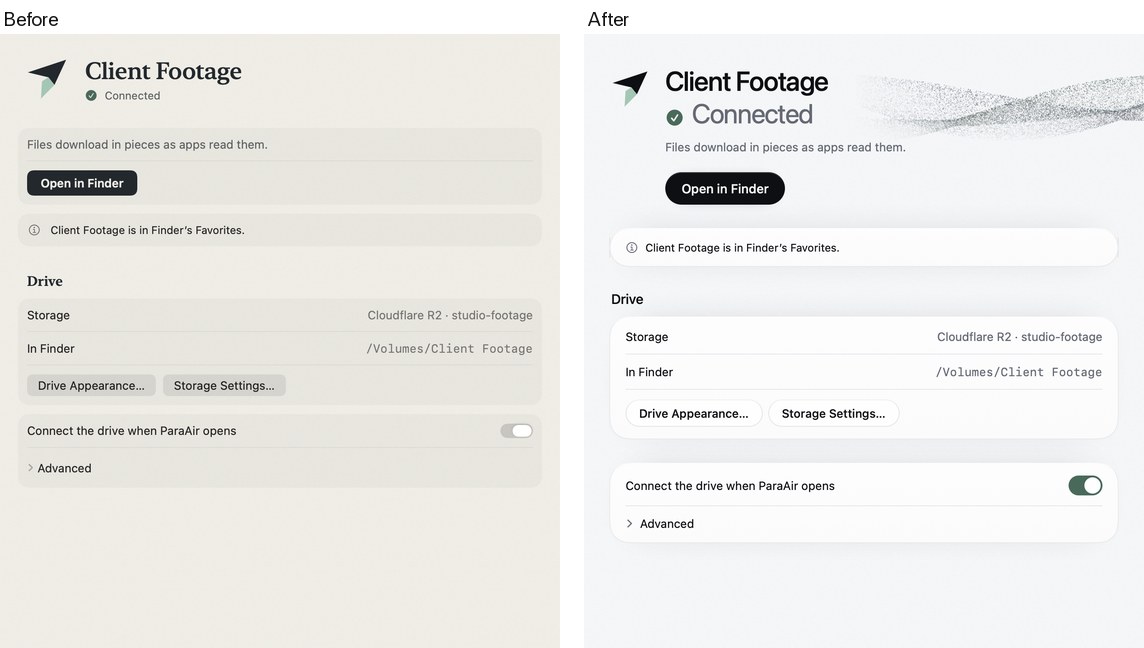 Before
Client Footage
Connected
Files download in pieces as apps read them.
Open in Finder
Client Footage is in Finder's Favorites.
Drive
Storage
Cloudflare R2 · studio-footage
In Finder
/Volumes/Client Footage
Drive Appearance...
Storage Settings...
Connect the drive when ParaAir opens
Advanced
After
Client Footage
Connected
Files download in pieces as apps read them.
Open in Finder
Client Footage is in Finder's Favorites.
Drive
Storage
Cloudflare R2 · studio-footage
In Finder
/Volumes/Client Footage
Drive Appearance...
Storage Settings...
Connect the drive when ParaAir opens
Advanced